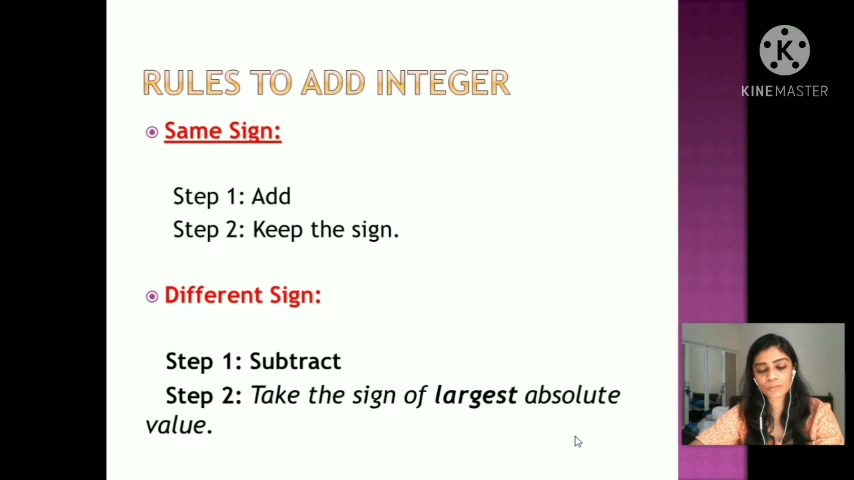 RULES TO ADD INTEGER
Same Sign:
Step 1: Add
Step 2: Keep the sign.
Different Sign:
Step 1: Subtract
Step 2: Take the sign of largest absolute
value.
K
KINEMASTER